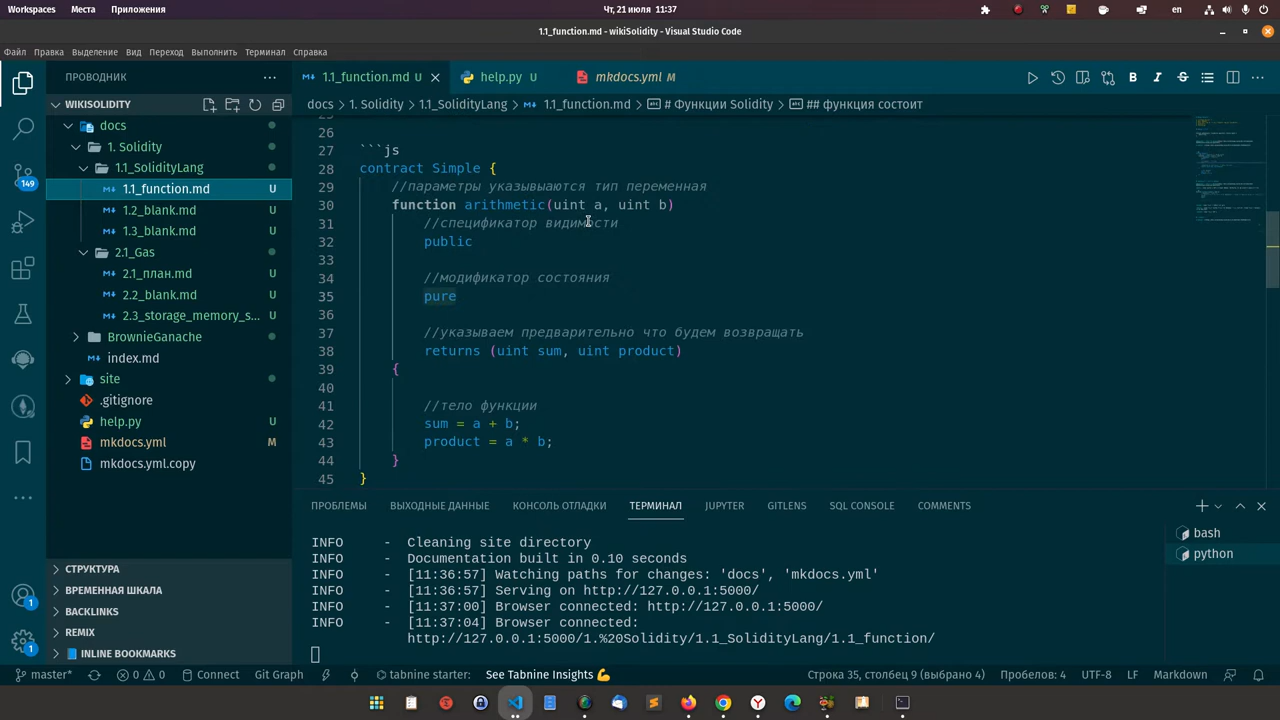 Workspaces Места Приложения Чт, 21 июля 11:37 en
1.1_function.md - wikiSolidity - Visual Studio Code
Файл Правка Выделение Вид Переход Выполнить Терминал Справка
ПРОВОДНИК
1.1_function.md U
help.py U
mkdocs.yml M
WIKISOLIDITY
docs > 1. Solidity > 1.1_SolidityLang > 1.1_function.md > # Функции Solidity > ## функция состоит
docs
1. Solidity
1.1_SolidityLang
1.1_function.md U
1.2_blank.md U
1.3_blank.md U
2.1_Gas
2.1_план.md U
2.2_blank.md U
2.3_storage_memory_s... U
BrownieGanache
index.md
site
.gitignore
help.py U
mkdocs.yml M
mkdocs.yml.copy
149
СТРУКТУРА
ВРЕМЕННАЯ ШКАЛА
BACKLINKS
REMIX
INLINE BOOKMARKS
1
1
25
26
27 ```js
28 contract Simple {
29 //параметры указывыаются тип переменная
30 function arithmetic(uint a, uint b)
31 //спецификатор видимости
32 public
33
34 //модификатор состояния
35 pure
36
37 //указываем предварительно что будем возвращать
38 returns (uint sum, uint product)
39 {
40
41 //тело функции
42 sum = a + b;
43 product = a * b;
44 }
45 }
ПРОБЛЕМЫ ВЫХОДНЫЕ ДАННЫЕ КОНСОЛЬ ОТЛАДКИ ТЕРМИНАЛ JUPYTER GITLENS SQL CONSOLE COMMENTS
INFO - Cleaning site directory
INFO - Documentation built in 0.10 seconds
INFO - [11:36:57] Watching paths for changes: 'docs', 'mkdocs.yml'
INFO - [11:36:57] Serving on http://127.0.0.1:5000/
INFO - [11:37:00] Browser connected: http://127.0.0.1:5000/
INFO - [11:37:04] Browser connected:
http://127.0.0.1:5000/1.%20Solidity/1.1_SolidityLang/1.1_function/
bash
python
master* 0 0 Connect Git Graph tabnine starter: See Tabnine Insights Строка 35, столбец 9 (выбрано 4) Пробелов: 4 UTF-8 LF Markdown